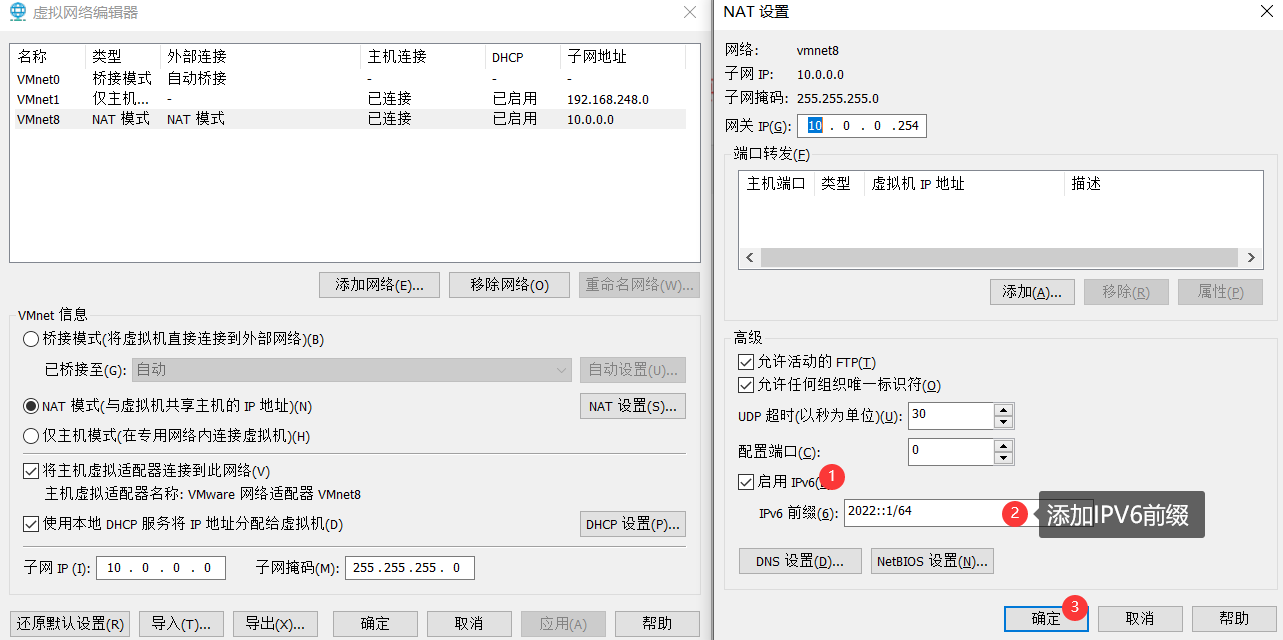 虚拟网络编辑器
名称 类型 外部连接 主机连接 DHCP 子网地址
VMnet0 桥接模式 自动桥接 - - -
VMnet1 仅主机... - 已连接 已启用 192.168.248.0
VMnet8 NAT 模式 NAT 模式 已连接 已启用 10.0.0.0
添加网络(E)... 移除网络(O) 重命名网络(W)...
VMnet 信息
桥接模式(将虚拟机直接连接到外部网络)(B)
已桥接至(G): 自动 自动设置(U)...
NAT 模式(与虚拟机共享主机的 IP 地址)(N) NAT 设置(S)...
仅主机模式(在专用网络内连接虚拟机)(H)
将主机虚拟适配器连接到此网络(V)
主机虚拟适配器名称: VMware 网络适配器 VMnet8
使用本地 DHCP 服务将 IP 地址分配给虚拟机(D) DHCP 设置(P)...
子网 IP (I): 10 . 0 . 0 . 0 子网掩码(M): 255 .255 .255 . 0
还原默认设置(R) 导入(T)... 导出(X)... 确定 取消 应用(A) 帮助
NAT 设置
网络: vmnet8
子网 IP: 10.0.0.0
子网掩码: 255.255.255.0
网关 IP(G): 10 . 0 . 0 .254
端口转发(F)
主机端口 类型 虚拟机 IP 地址 描述
添加(A)... 移除(R) 属性(P)
高级
允许活动的 FTP(T)
允许任何组织唯一标识符(O)
UDP 超时(以秒为单位)(U): 30
配置端口(C): 0
启用 IPv6( 1
IPv6 前缀(6): 2022::1/64 2 添加IPV6前缀
DNS 设置(D)... NetBIOS 设置(N)...
确定 3 取消 帮助